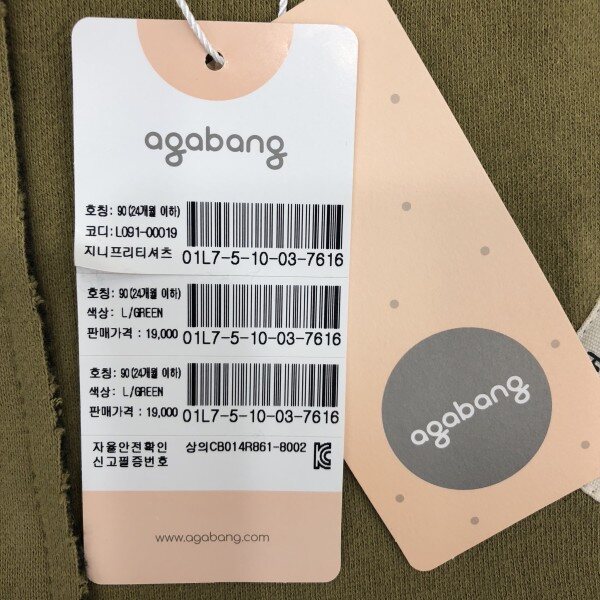 agabang
호칭: 90(24개월 이하)
코디:L091-00019
지니프리티셔츠
01L7-5-10-03-7616
호칭: 90(24개월 이하)
색상: L/GREEN
판매가격 : 19,000
01L7-5-10-03-7616
호칭: 90(24개월 이하)
색상: L/GREEN
판매가격 : 19,000
01L7-5-10-03-7616
자율안전확인 상의CB014R861-8002
신고필증번호
www.agabang.com
agabang